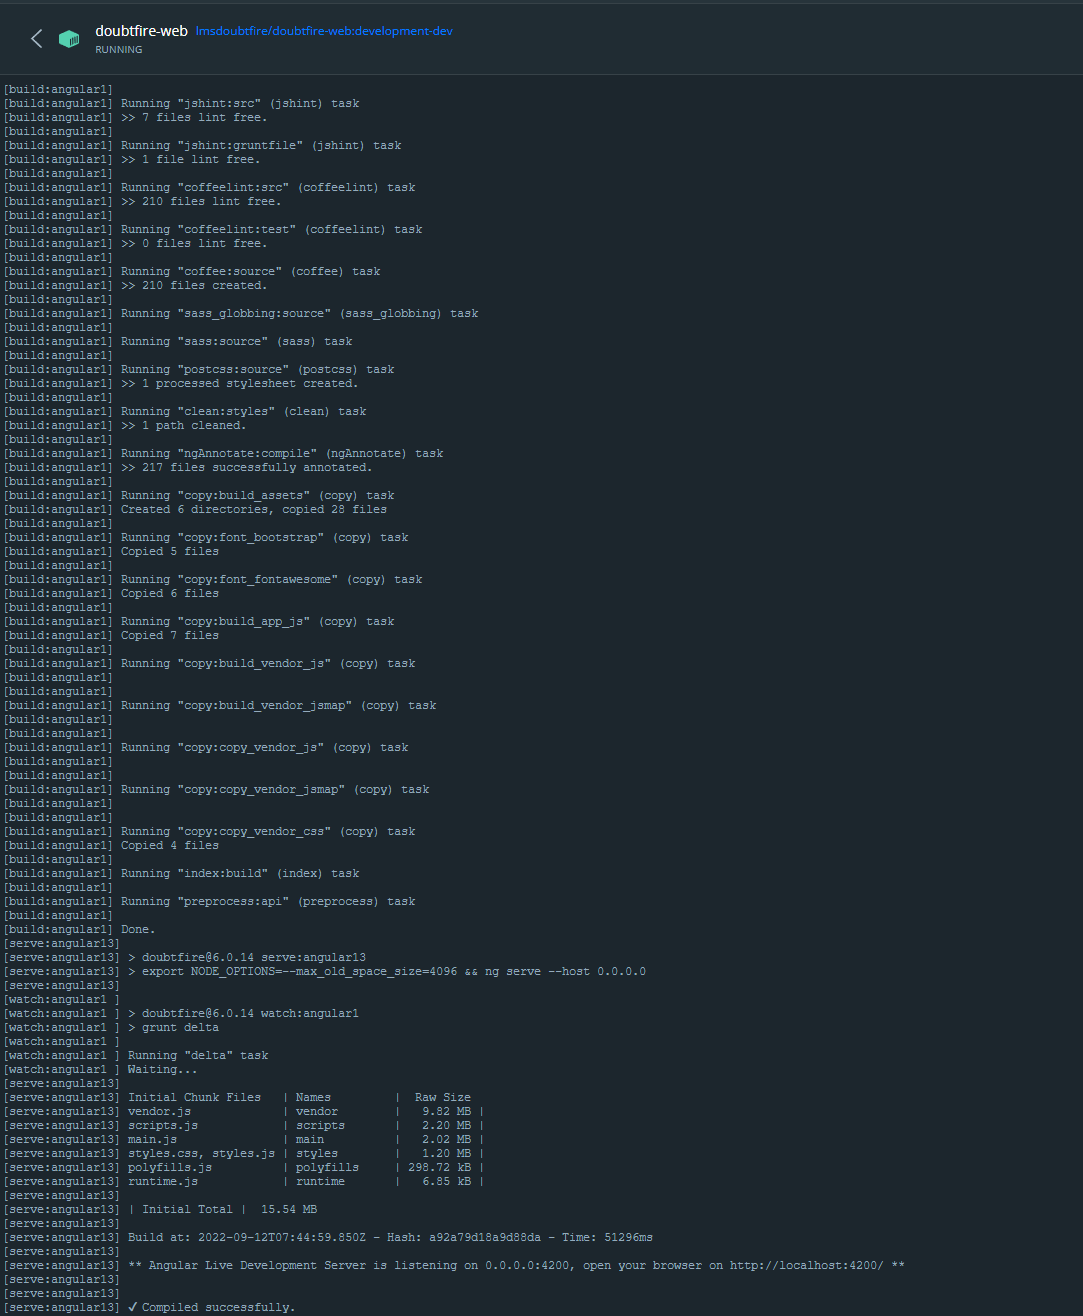 doubtfire-web lmsdoubtfire/doubtfire-web:development-dev
RUNNING
[build:angular1]
[build:angular1] Running "jshint:src" (jshint) task
[build:angular1] >> 7 files lint free.
[build:angular1]
[build:angular1] Running "jshint:gruntfile" (jshint) task
[build:angular1] >> 1 file lint free.
[build:angular1]
[build:angular1] Running "coffeelint:src" (coffeelint) task
[build:angular1] >> 210 files lint free.
[build:angular1]
[build:angular1] Running "coffeelint:test" (coffeelint) task
[build:angular1] >> 0 files lint free.
[build:angular1]
[build:angular1] Running "coffee:source" (coffee) task
[build:angular1] >> 210 files created.
[build:angular1]
[build:angular1] Running "sass_globbing:source" (sass_globbing) task
[build:angular1]
[build:angular1] Running "sass:source" (sass) task
[build:angular1]
[build:angular1] Running "postcss:source" (postcss) task
[build:angular1] >> 1 processed stylesheet created.
[build:angular1]
[build:angular1] Running "clean:styles" (clean) task
[build:angular1] >> 1 path cleaned.
[build:angular1]
[build:angular1] Running "ngAnnotate:compile" (ngAnnotate) task
[build:angular1] >> 217 files successfully annotated.
[build:angular1]
[build:angular1] Running "copy:build_assets" (copy) task
[build:angular1] Created 6 directories, copied 28 files
[build:angular1]
[build:angular1] Running "copy:font_bootstrap" (copy) task
[build:angular1] Copied 5 files
[build:angular1]
[build:angular1] Running "copy:font_fontawesome" (copy) task
[build:angular1] Copied 6 files
[build:angular1]
[build:angular1] Running "copy:build_app_js" (copy) task
[build:angular1] Copied 7 files
[build:angular1]
[build:angular1] Running "copy:build_vendor_js" (copy) task
[build:angular1]
[build:angular1]
[build:angular1] Running "copy:build_vendor_jsmap" (copy) task
[build:angular1]
[build:angular1]
[build:angular1] Running "copy:copy_vendor_js" (copy) task
[build:angular1]
[build:angular1]
[build:angular1] Running "copy:copy_vendor_jsmap" (copy) task
[build:angular1]
[build:angular1]
[build:angular1] Running "copy:copy_vendor_css" (copy) task
[build:angular1] Copied 4 files
[build:angular1]
[build:angular1] Running "index:build" (index) task
[build:angular1]
[build:angular1] Running "preprocess:api" (preprocess) task
[build:angular1]
[build:angular1] Done.
[serve:angular13]
[serve:angular13] > doubtfire@6.0.14 serve:angular13
[serve:angular13] > export NODE_OPTIONS=--max_old_space_size=4096 && ng serve --host 0.0.0.0
[serve:angular13]
[watch:angular1 ]
[watch:angular1 ] > doubtfire@6.0.14 watch:angular1
[watch:angular1 ] > grunt delta
[watch:angular1 ]
[watch:angular1 ] Running "delta" task
[watch:angular1 ] Waiting...
[serve:angular13]
[serve:angular13] Initial Chunk Files | Names | Raw Size
[serve:angular13] vendor.js | vendor | 9.82 MB |
[serve:angular13] scripts.js | scripts | 2.20 MB |
[serve:angular13] main.js | main | 2.02 MB |
[serve:angular13] styles.css, styles.js | styles | 1.20 MB |
[serve:angular13] polyfills.js | polyfills | 298.72 kB |
[serve:angular13] runtime.js | runtime | 6.85 kB |
[serve:angular13]
[serve:angular13] | Initial Total | 15.54 MB
[serve:angular13]
[serve:angular13] Build at: 2022-09-12T07:44:59.850Z - Hash: a92a79d18a9d88da - Time: 51296ms
[serve:angular13]
[serve:angular13] ** Angular Live Development Server is listening on 0.0.0.0:4200, open your browser on http://localhost:4200/ **
[serve:angular13]
[serve:angular13]
[serve:angular13] ✓ Compiled successfully.